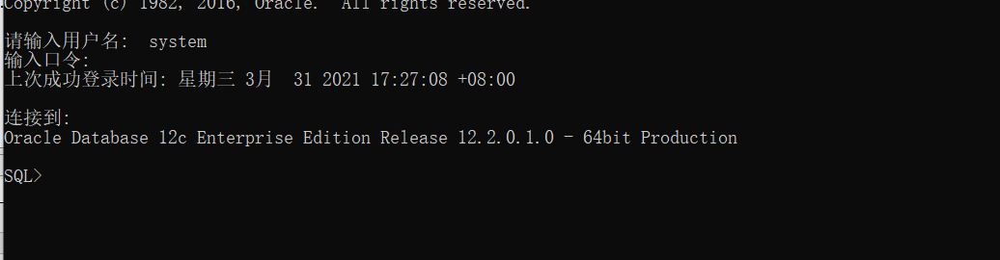 Copyright (c) 1982, 2016, Oracle.  All rights reserved.
请输入用户名:  system
输入口令:
上次成功登录时间: 星期三 3月  31 2021 17:27:08 +08:00
连接到:
Oracle Database 12c Enterprise Edition Release 12.2.0.1.0 - 64bit Production
SQL>